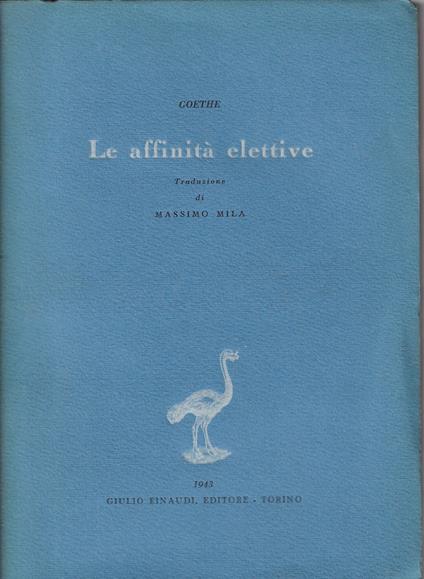 GOETHE
Le affinità elettive
Traduzione
di
MASSIMO MILA
1943
GIULIO EINAUDI, EDITORE - TORINO